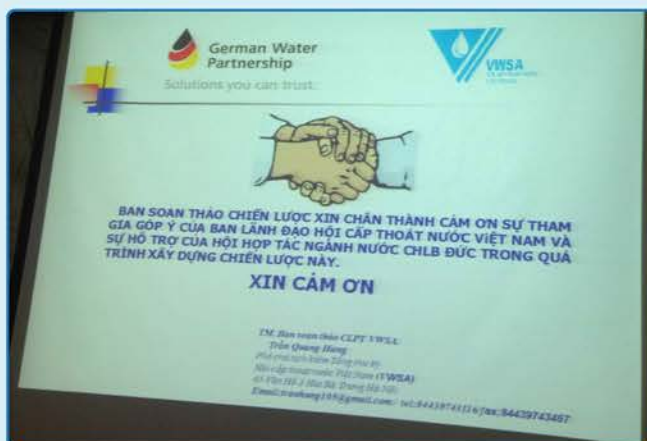 German Water
Partnership
Solutions you can trust.
VWSA
BAN SOẠN THẢO CHIẾN LƯỢC XIN CHÂN THÀNH CÁM ƠN SỰ THAM
GIA GÓP Ý CỦA BAN LÃNH ĐẠO HỘI CẤP THOÁT NƯỚC VIỆT NAM VÀ
SỰ HỖ TRỢ CỦA HỘI HỢP TÁC NGÀNH NƯỚC CHLB ĐỨC TRONG QUÁ
TRÌNH XÂY DỰNG CHIẾN LƯỢC NÀY.
XIN CẢM ƠN
TM. Ban soạn thảo CLPT VWSA
Trần Quang Hưng
Hội cấp thoát nước Việt Nam (VWSA)